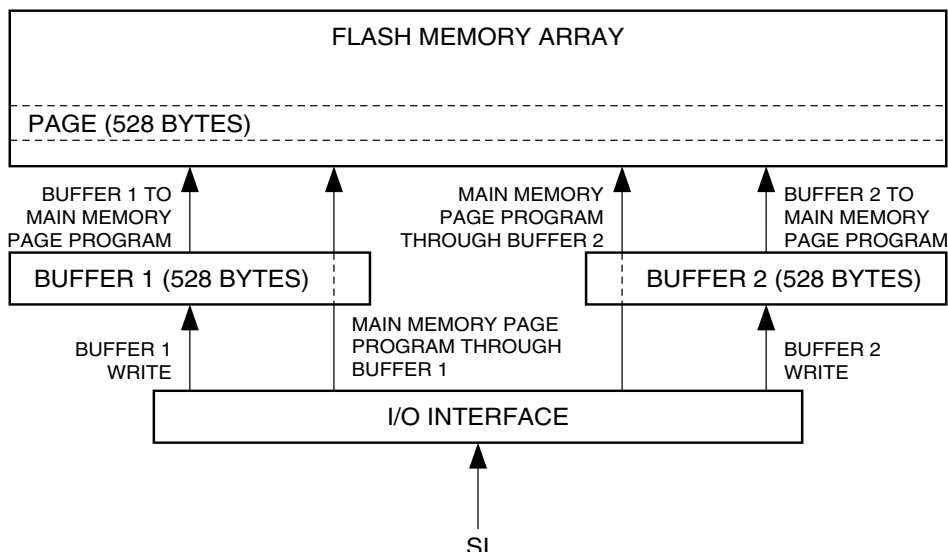 FLASH MEMORY ARRAY
PAGE (528 BYTES)
BUFFER 1 TO
MAIN MEMORY
PAGE PROGRAM
MAIN MEMORY
PAGE PROGRAM
THROUGH BUFFER 2
BUFFER 2 TO
MAIN MEMORY
PAGE PROGRAM
BUFFER 1 (528 BYTES)
BUFFER 2 (528 BYTES)
BUFFER 1
WRITE
MAIN MEMORY PAGE
PROGRAM THROUGH
BUFFER 1
BUFFER 2
WRITE
I/O INTERFACE
SI